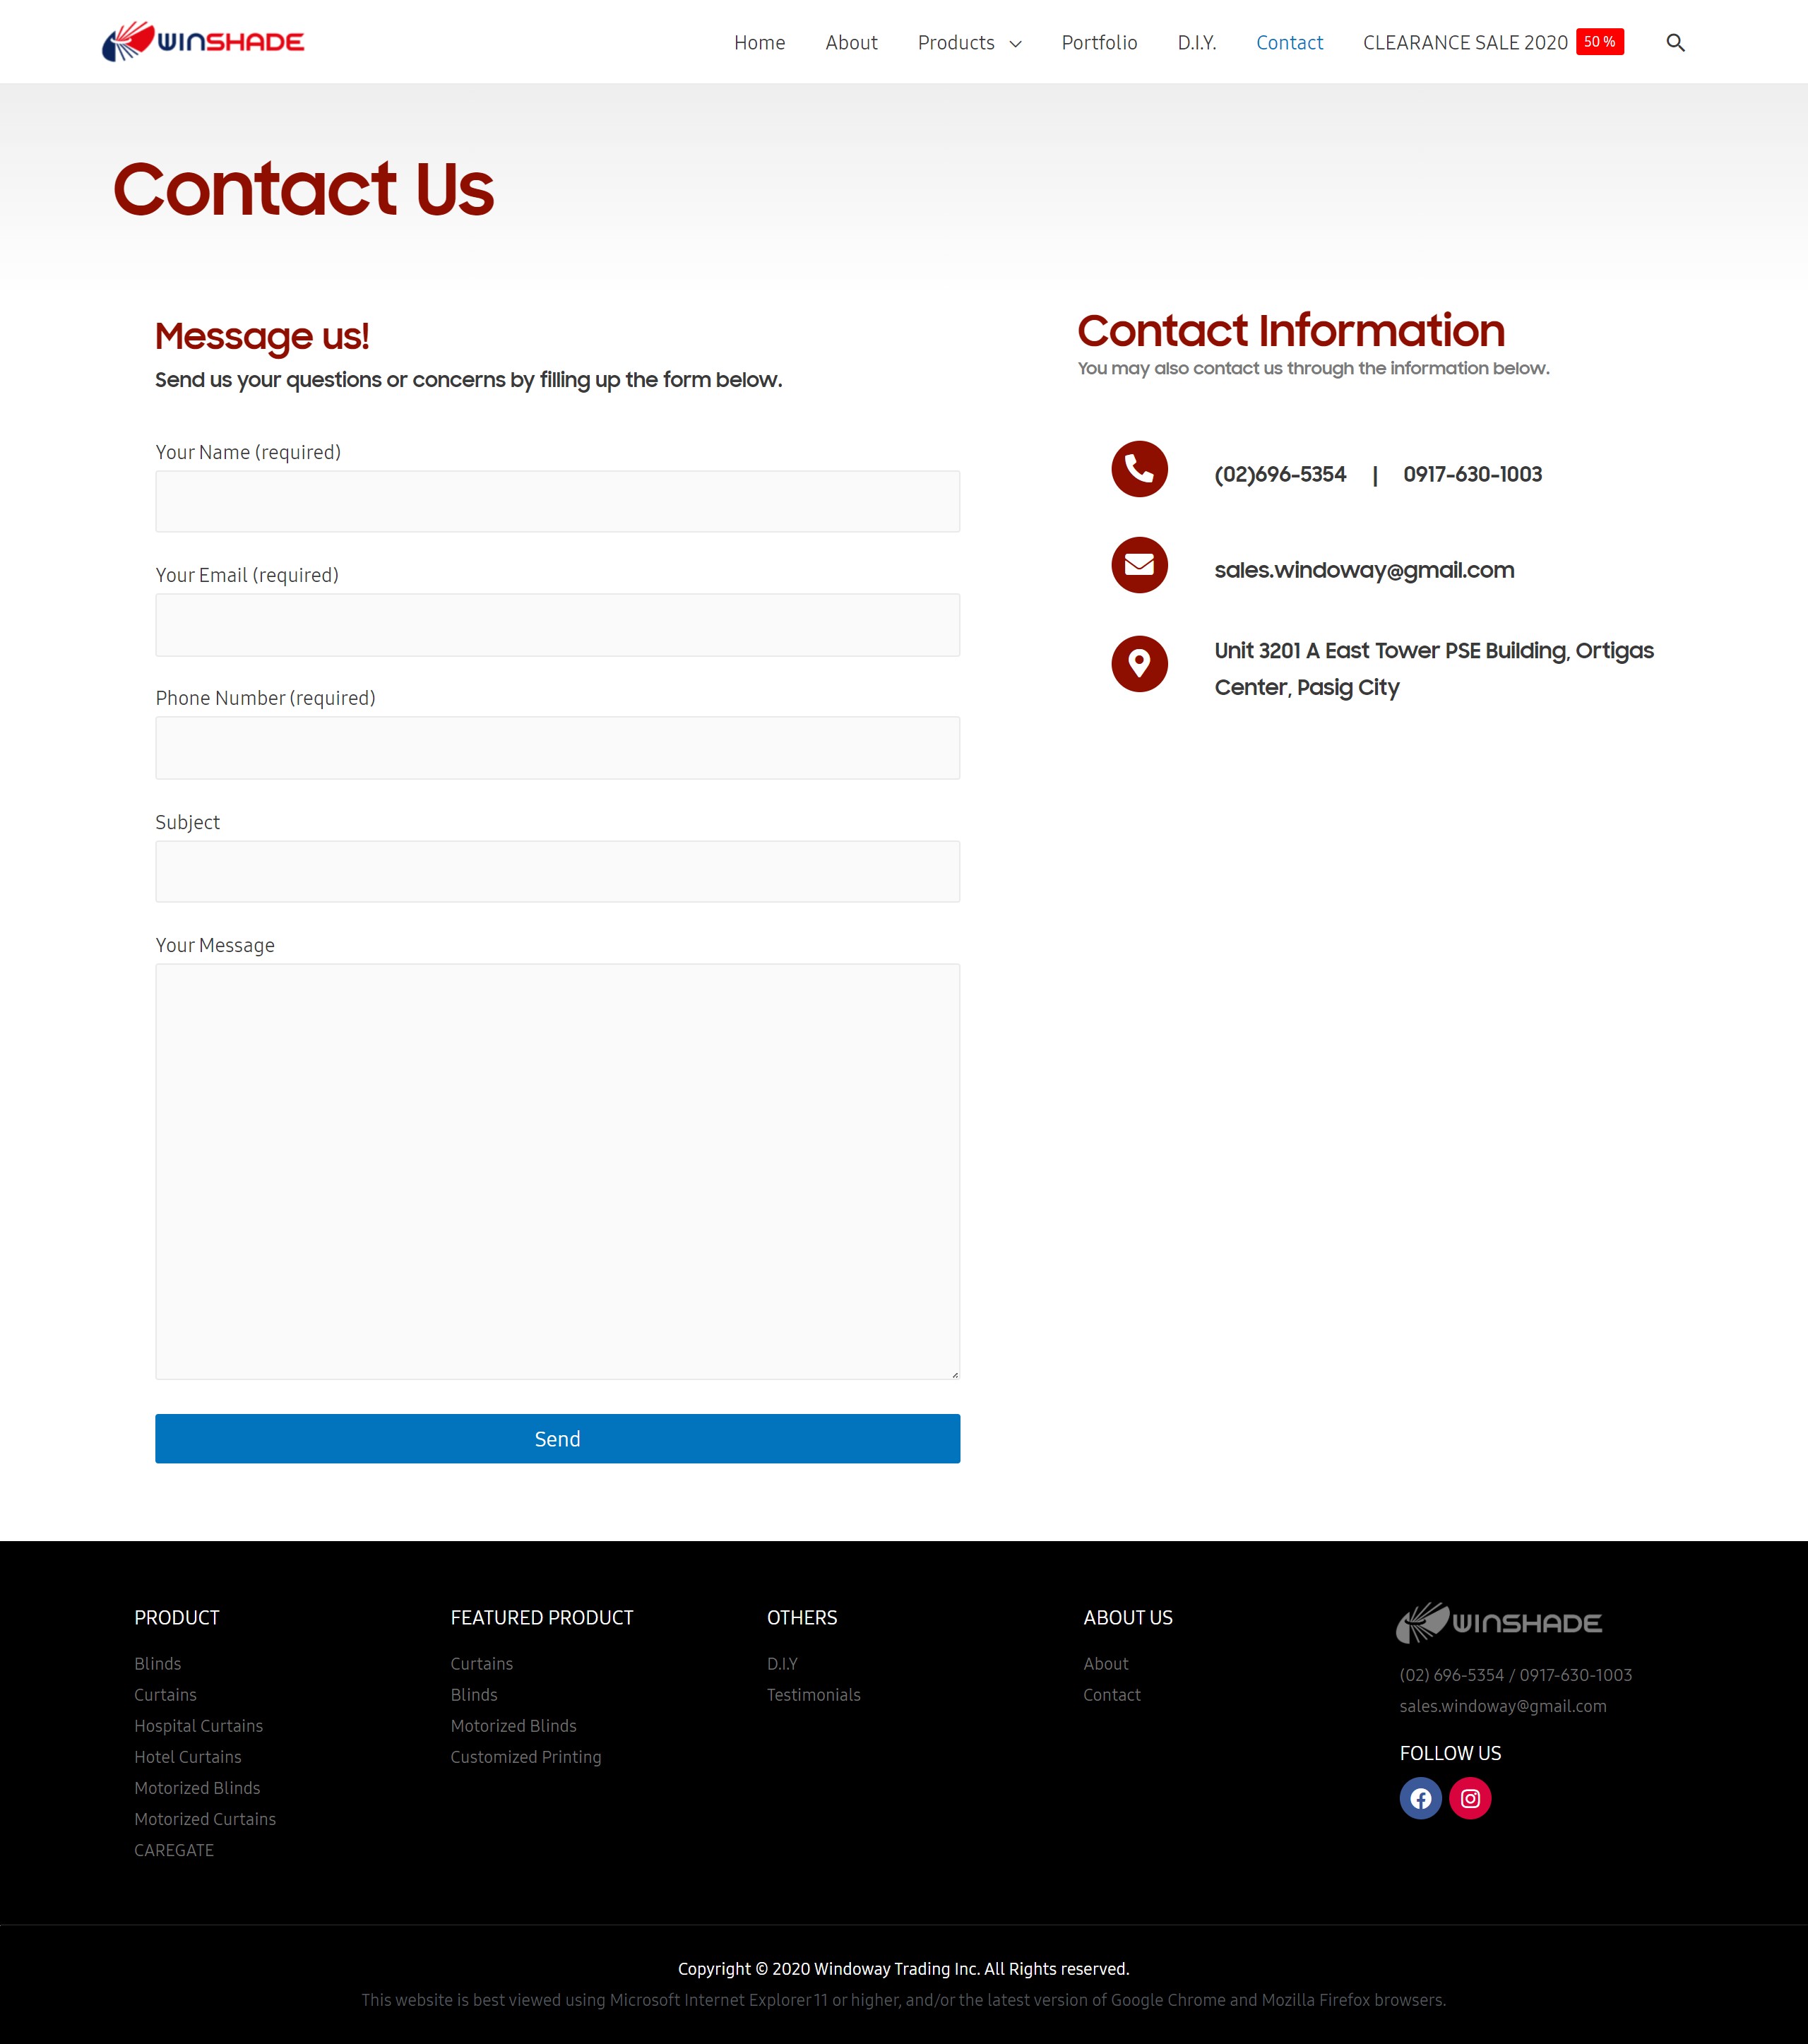 WINSHADE
Home About Products Portfolio D.I.Y. Contact CLEARANCE SALE 2020 50 %
Contact Us
Message us!
Send us your questions or concerns by filling up the form below.
Your Name (required)
Your Email (required)
Phone Number (required)
Subject
Your Message
Send
Contact Information
You may also contact us through the information below.
(02)696-5354 | 0917-630-1003
sales.windoway@gmail.com
Unit 3201 A East Tower PSE Building, Ortigas
Center, Pasig City
PRODUCT
Blinds
Curtains
Hospital Curtains
Hotel Curtains
Motorized Blinds
Motorized Curtains
CAREGATE
FEATURED PRODUCT
Curtains
Blinds
Motorized Blinds
Customized Printing
OTHERS
D.I.Y
Testimonials
ABOUT US
About
Contact
WINSHADE
(02) 696-5354 / 0917-630-1003
sales.windoway@gmail.com
FOLLOW US
Copyright © 2020 Windoway Trading Inc. All Rights reserved.
This website is best viewed using Microsoft Internet Explorer 11 or higher, and/or the latest version of Google Chrome and Mozilla Firefox browsers.